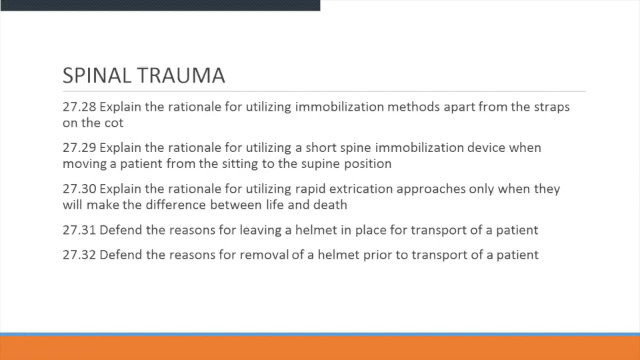 SPINAL TRAUMA
27.28 Explain the rationale for utilizing immobilization methods apart from the straps
on the cot
27.29 Explain the rationale for utilizing a short spine immobilization device when
moving a patient from the sitting to the supine position
27.30 Explain the rationale for utilizing rapid extrication approaches only when they
will make the difference between life and death
27.31 Defend the reasons for leaving a helmet in place for transport of a patient
27.32 Defend the reasons for removal of a helmet prior to transport of a patient